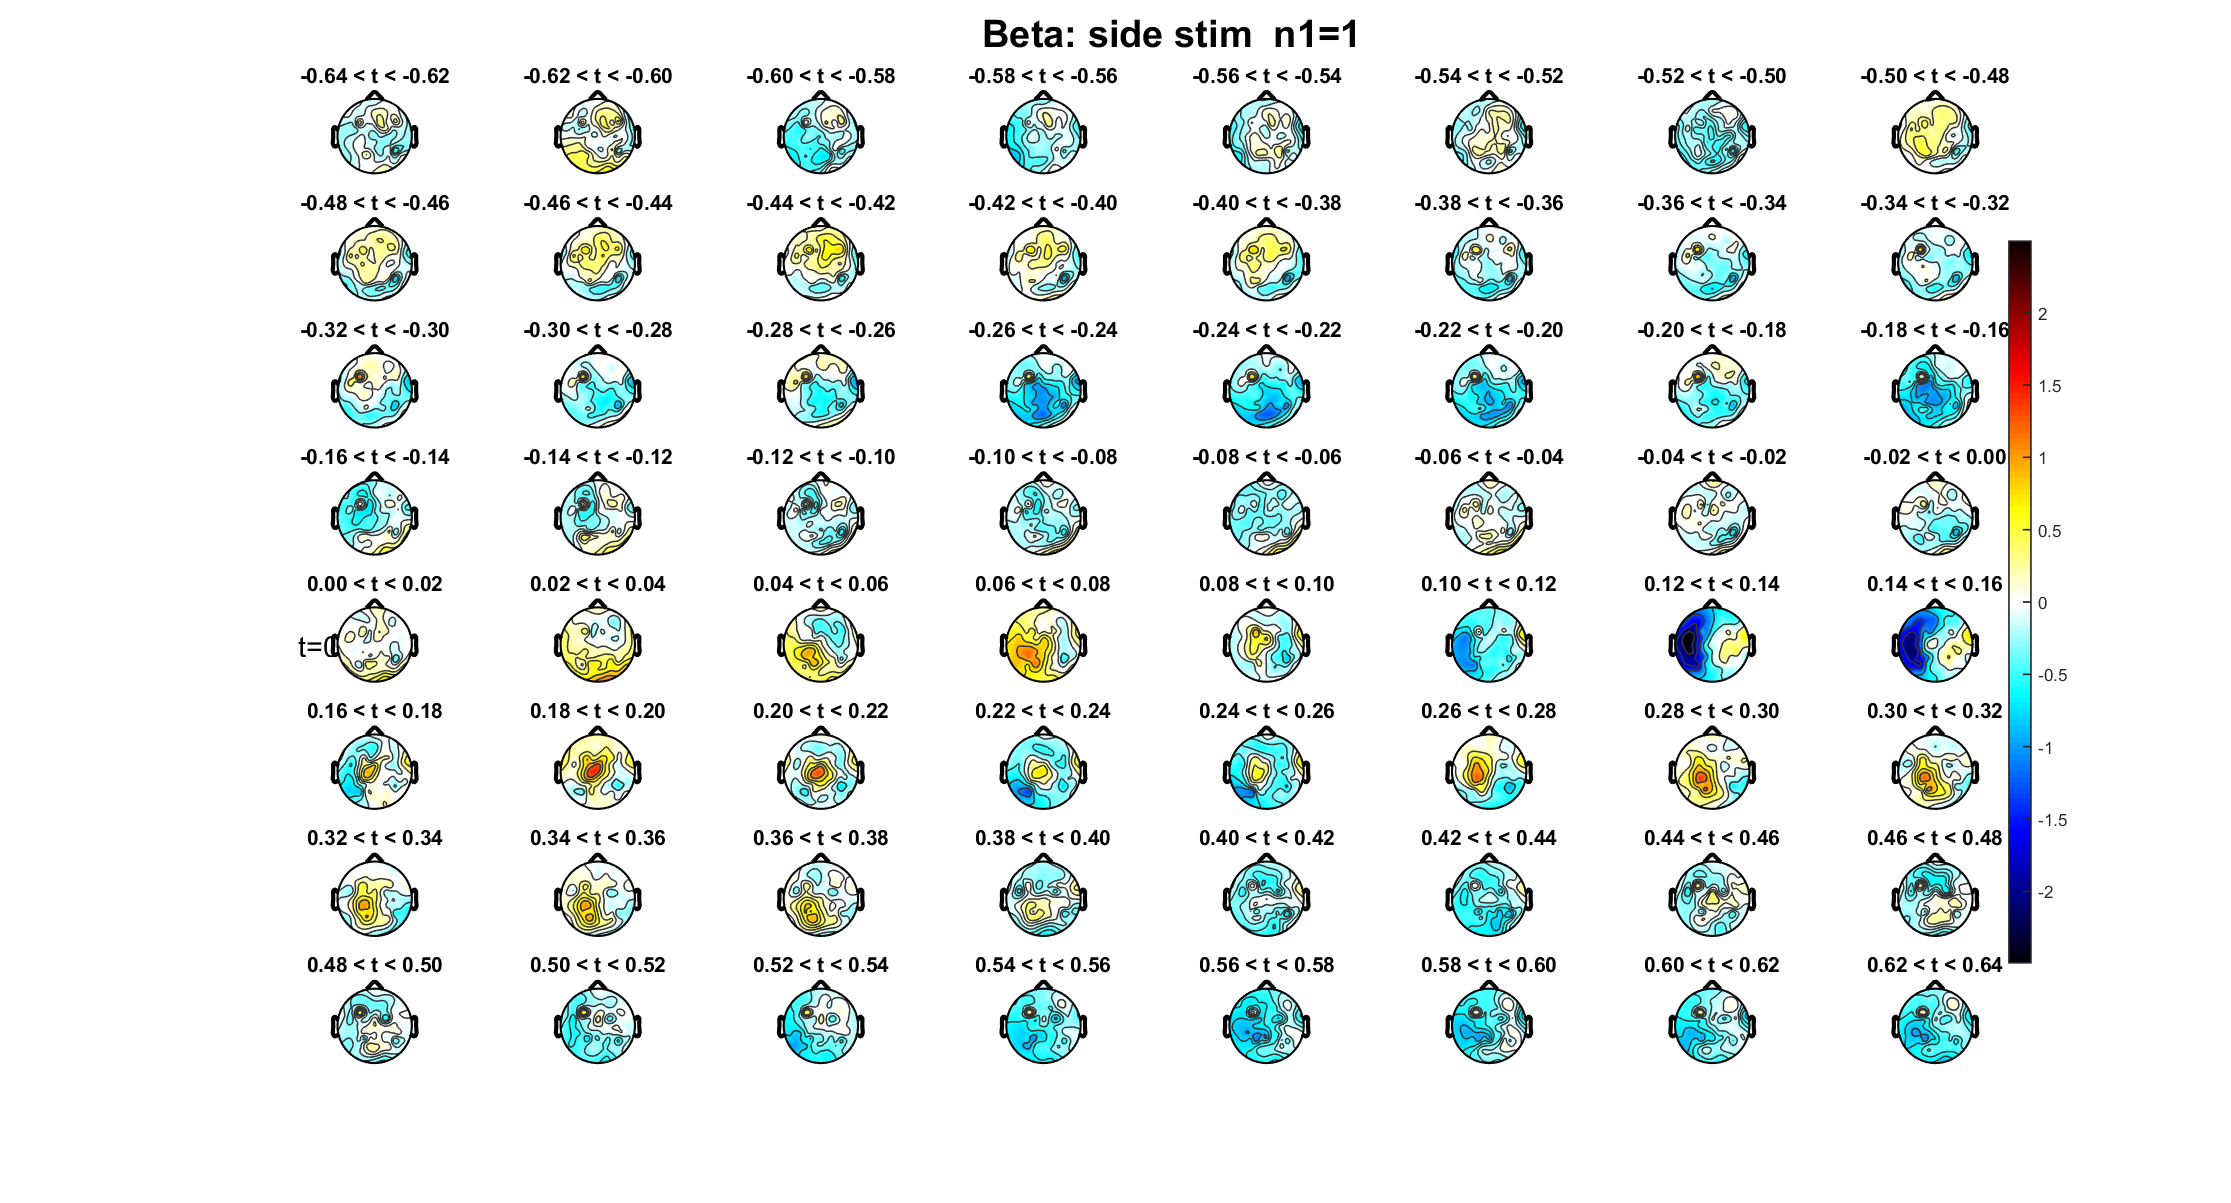 Beta: side stim  n1=1
-0.64 < t < -0.62
-0.62 < t < -0.60
-0.60 < t < -0.58
-0.58 < t < -0.56
-0.56 < t < -0.54
-0.54 < t < -0.52
-0.52 < t < -0.50
-0.50 < t < -0.48
-0.48 < t < -0.46
-0.46 < t < -0.44
-0.44 < t < -0.42
-0.42 < t < -0.40
-0.40 < t < -0.38
-0.38 < t < -0.36
-0.36 < t < -0.34
-0.34 < t < -0.32
-0.32 < t < -0.30
-0.30 < t < -0.28
-0.28 < t < -0.26
-0.26 < t < -0.24
-0.24 < t < -0.22
-0.22 < t < -0.20
-0.20 < t < -0.18
-0.18 < t < -0.16
-0.16 < t < -0.14
-0.14 < t < -0.12
-0.12 < t < -0.10
-0.10 < t < -0.08
-0.08 < t < -0.06
-0.06 < t < -0.04
-0.04 < t < -0.02
-0.02 < t < 0.00
0.00 < t < 0.02
0.02 < t < 0.04
0.04 < t < 0.06
0.06 < t < 0.08
0.08 < t < 0.10
0.10 < t < 0.12
0.12 < t < 0.14
0.14 < t < 0.16
t=0
0.16 < t < 0.18
0.18 < t < 0.20
0.20 < t < 0.22
0.22 < t < 0.24
0.24 < t < 0.26
0.26 < t < 0.28
0.28 < t < 0.30
0.30 < t < 0.32
0.32 < t < 0.34
0.34 < t < 0.36
0.36 < t < 0.38
0.38 < t < 0.40
0.40 < t < 0.42
0.42 < t < 0.44
0.44 < t < 0.46
0.46 < t < 0.48
0.48 < t < 0.50
0.50 < t < 0.52
0.52 < t < 0.54
0.54 < t < 0.56
0.56 < t < 0.58
0.58 < t < 0.60
0.60 < t < 0.62
0.62 < t < 0.64
2
1.5
1
0.5
0
-0.5
-1
-1.5
-2